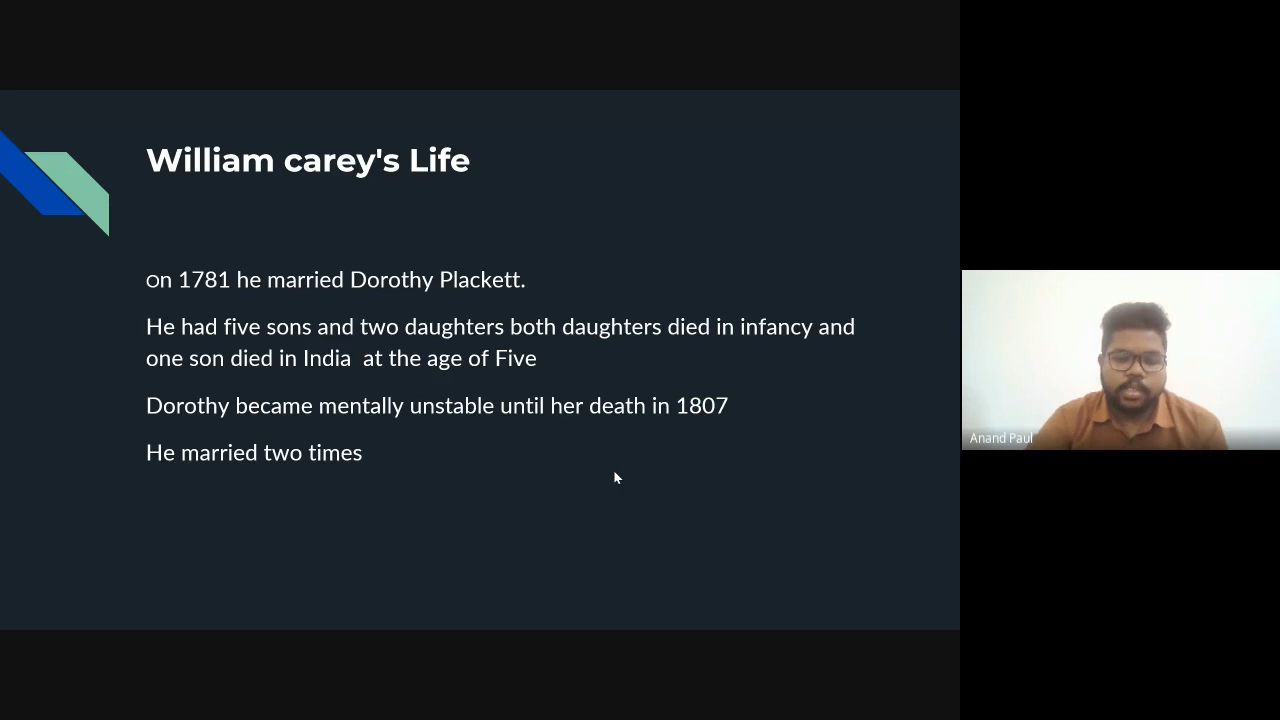 William carey's Life
On 1781 he married Dorothy Plackett.
He had five sons and two daughters both daughters died in infancy and
one son died in India  at the age of Five
Dorothy became mentally unstable until her death in 1807
He married two times
Anand Paul